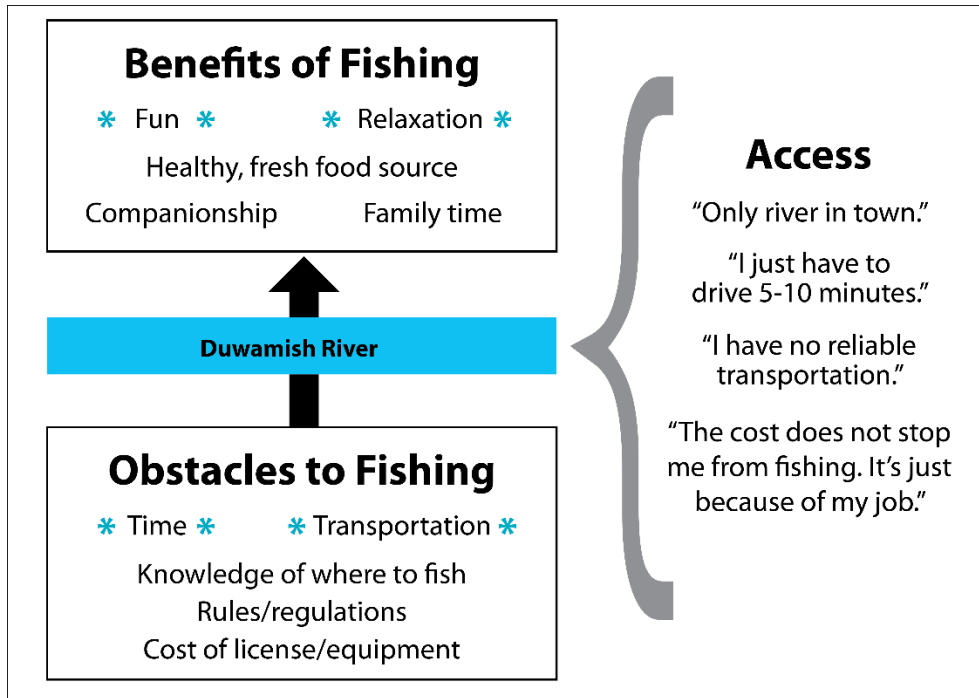 Benefits of Fishing
* Fun * * Relaxation *
Healthy, fresh food source
Companionship Family time
Duwamish River
Obstacles to Fishing
* Time * * Transportation *
Knowledge of where to fish
Rules/regulations
Cost of license/equipment
Access
“Only river in town.”
“I just have to
drive 5-10 minutes.”
“I have no reliable
transportation.”
“The cost does not stop
me from fishing. It’s just
because of my job.”